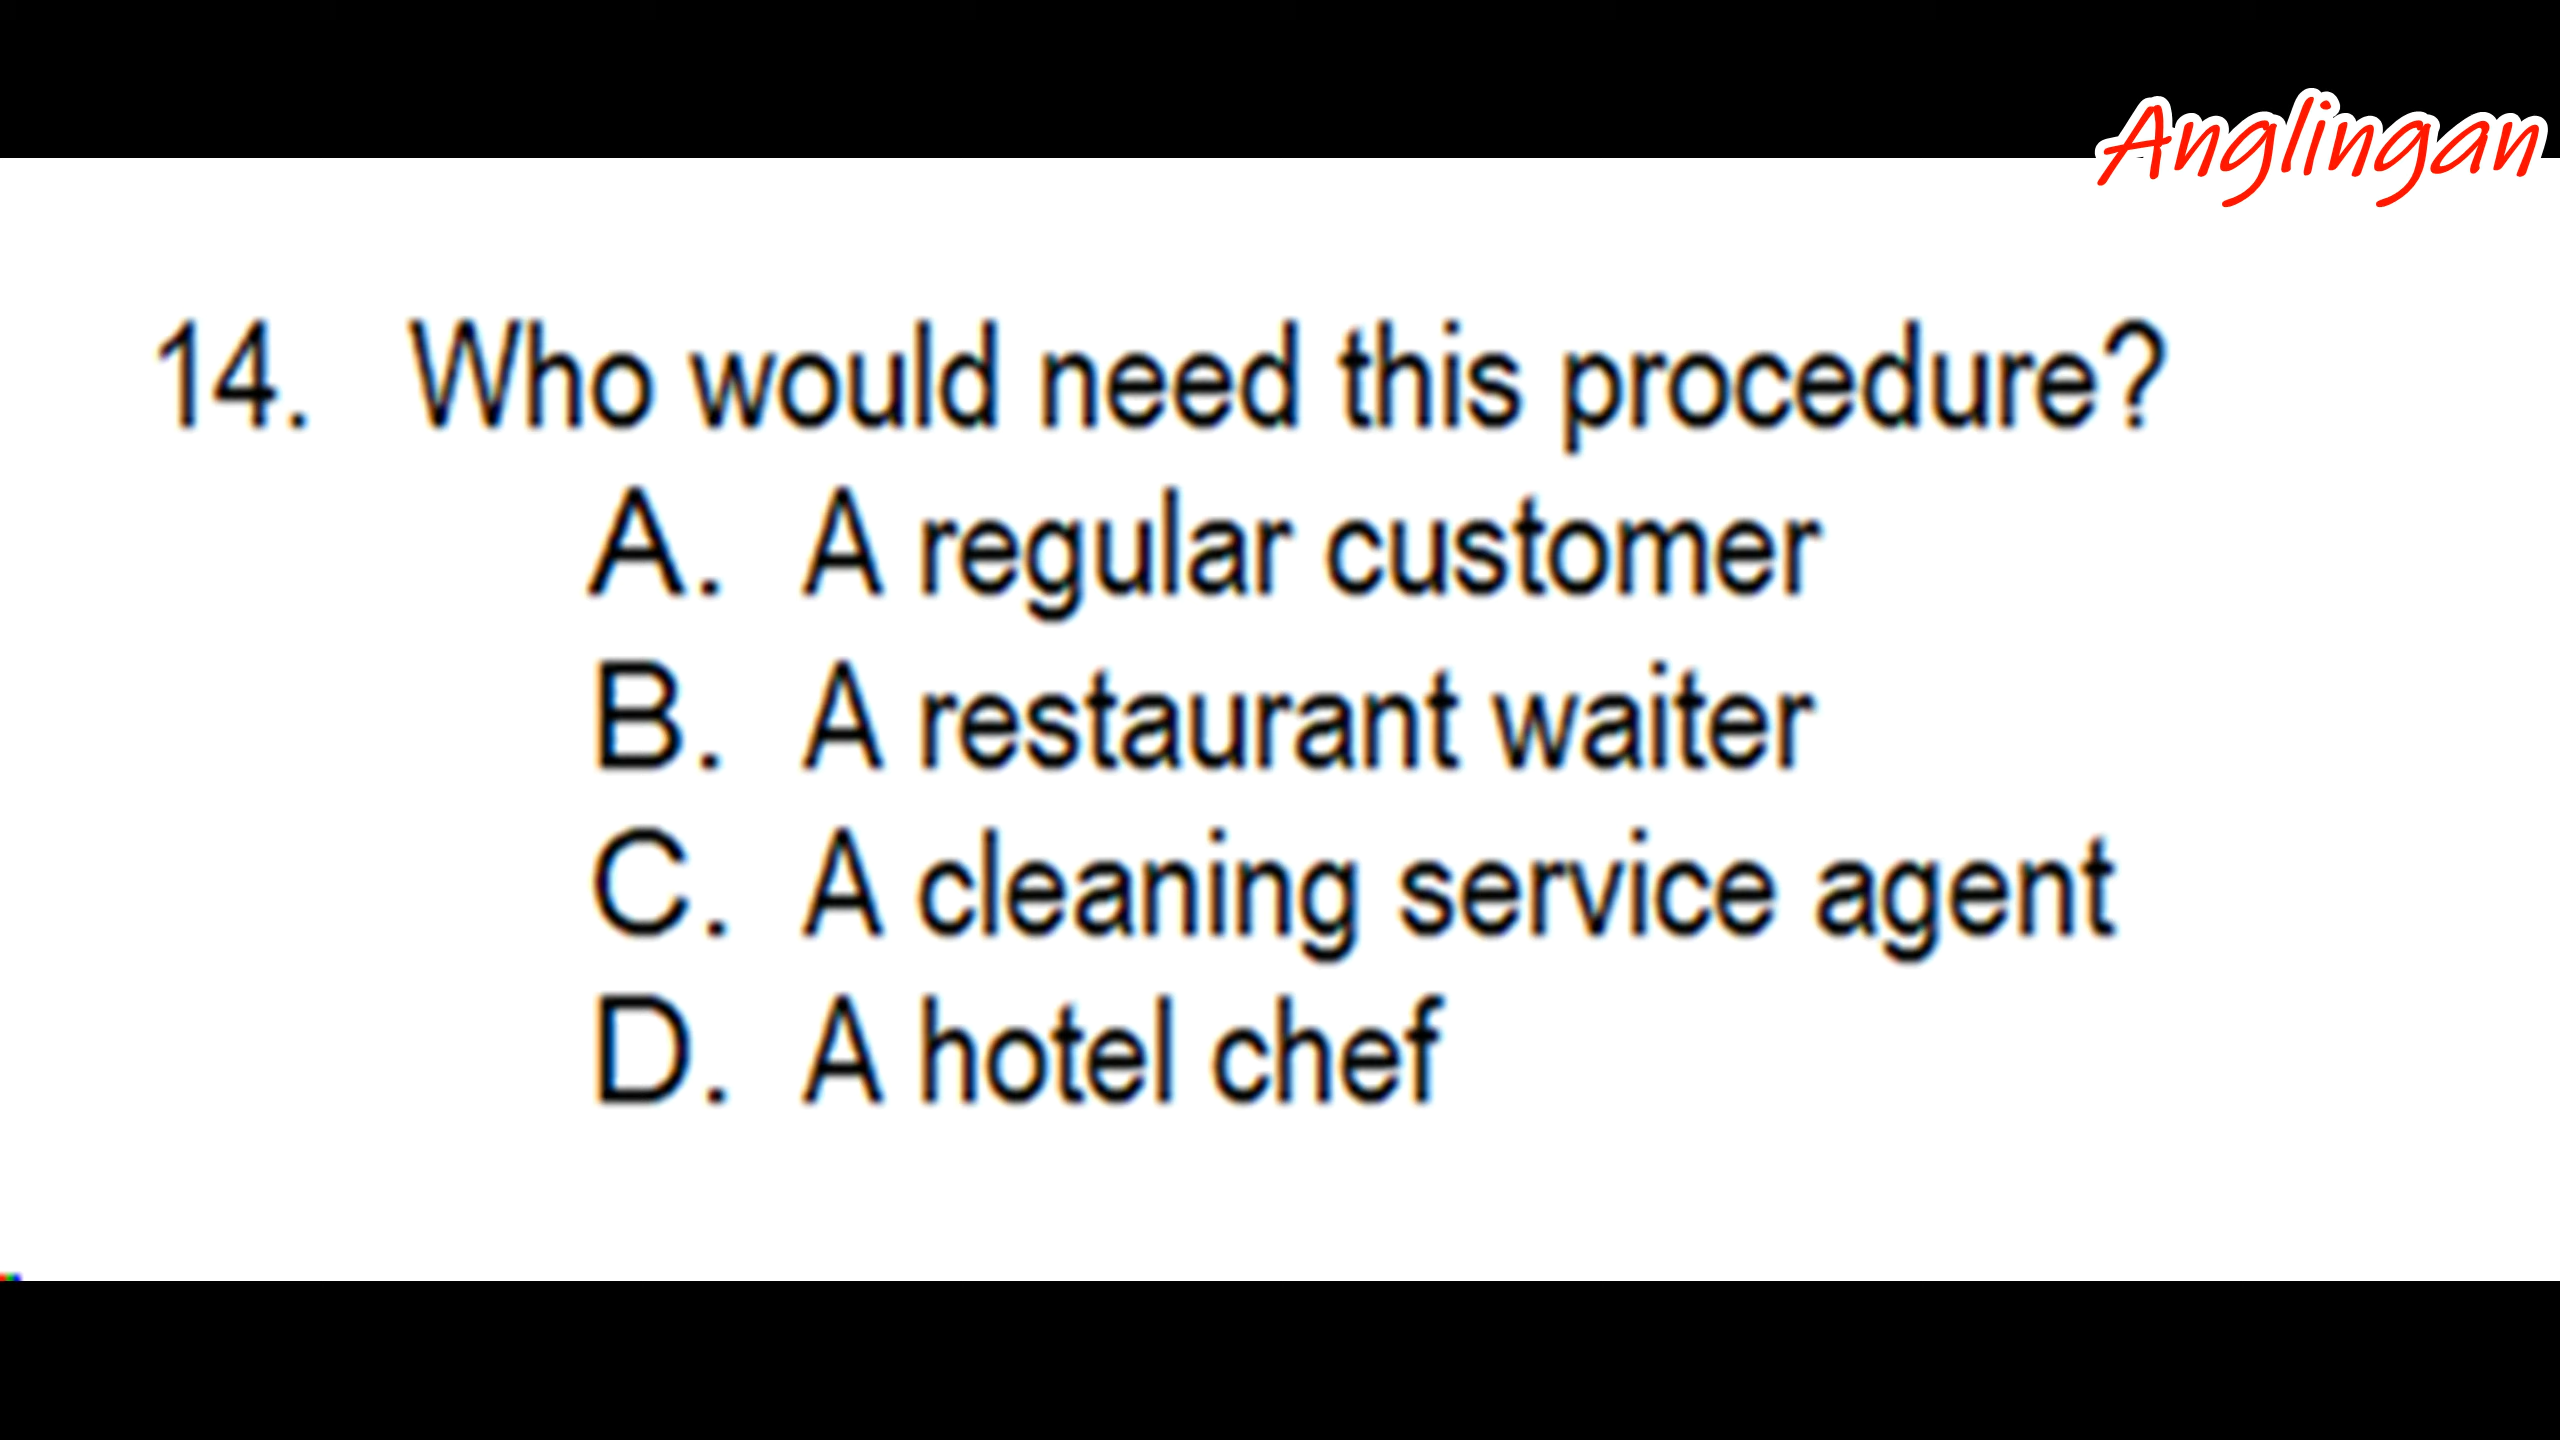 Anglingan
14. Who would need this procedure?
A. A regular customer
B. A restaurant waiter
C. A cleaning service agent
D. A hotel chef